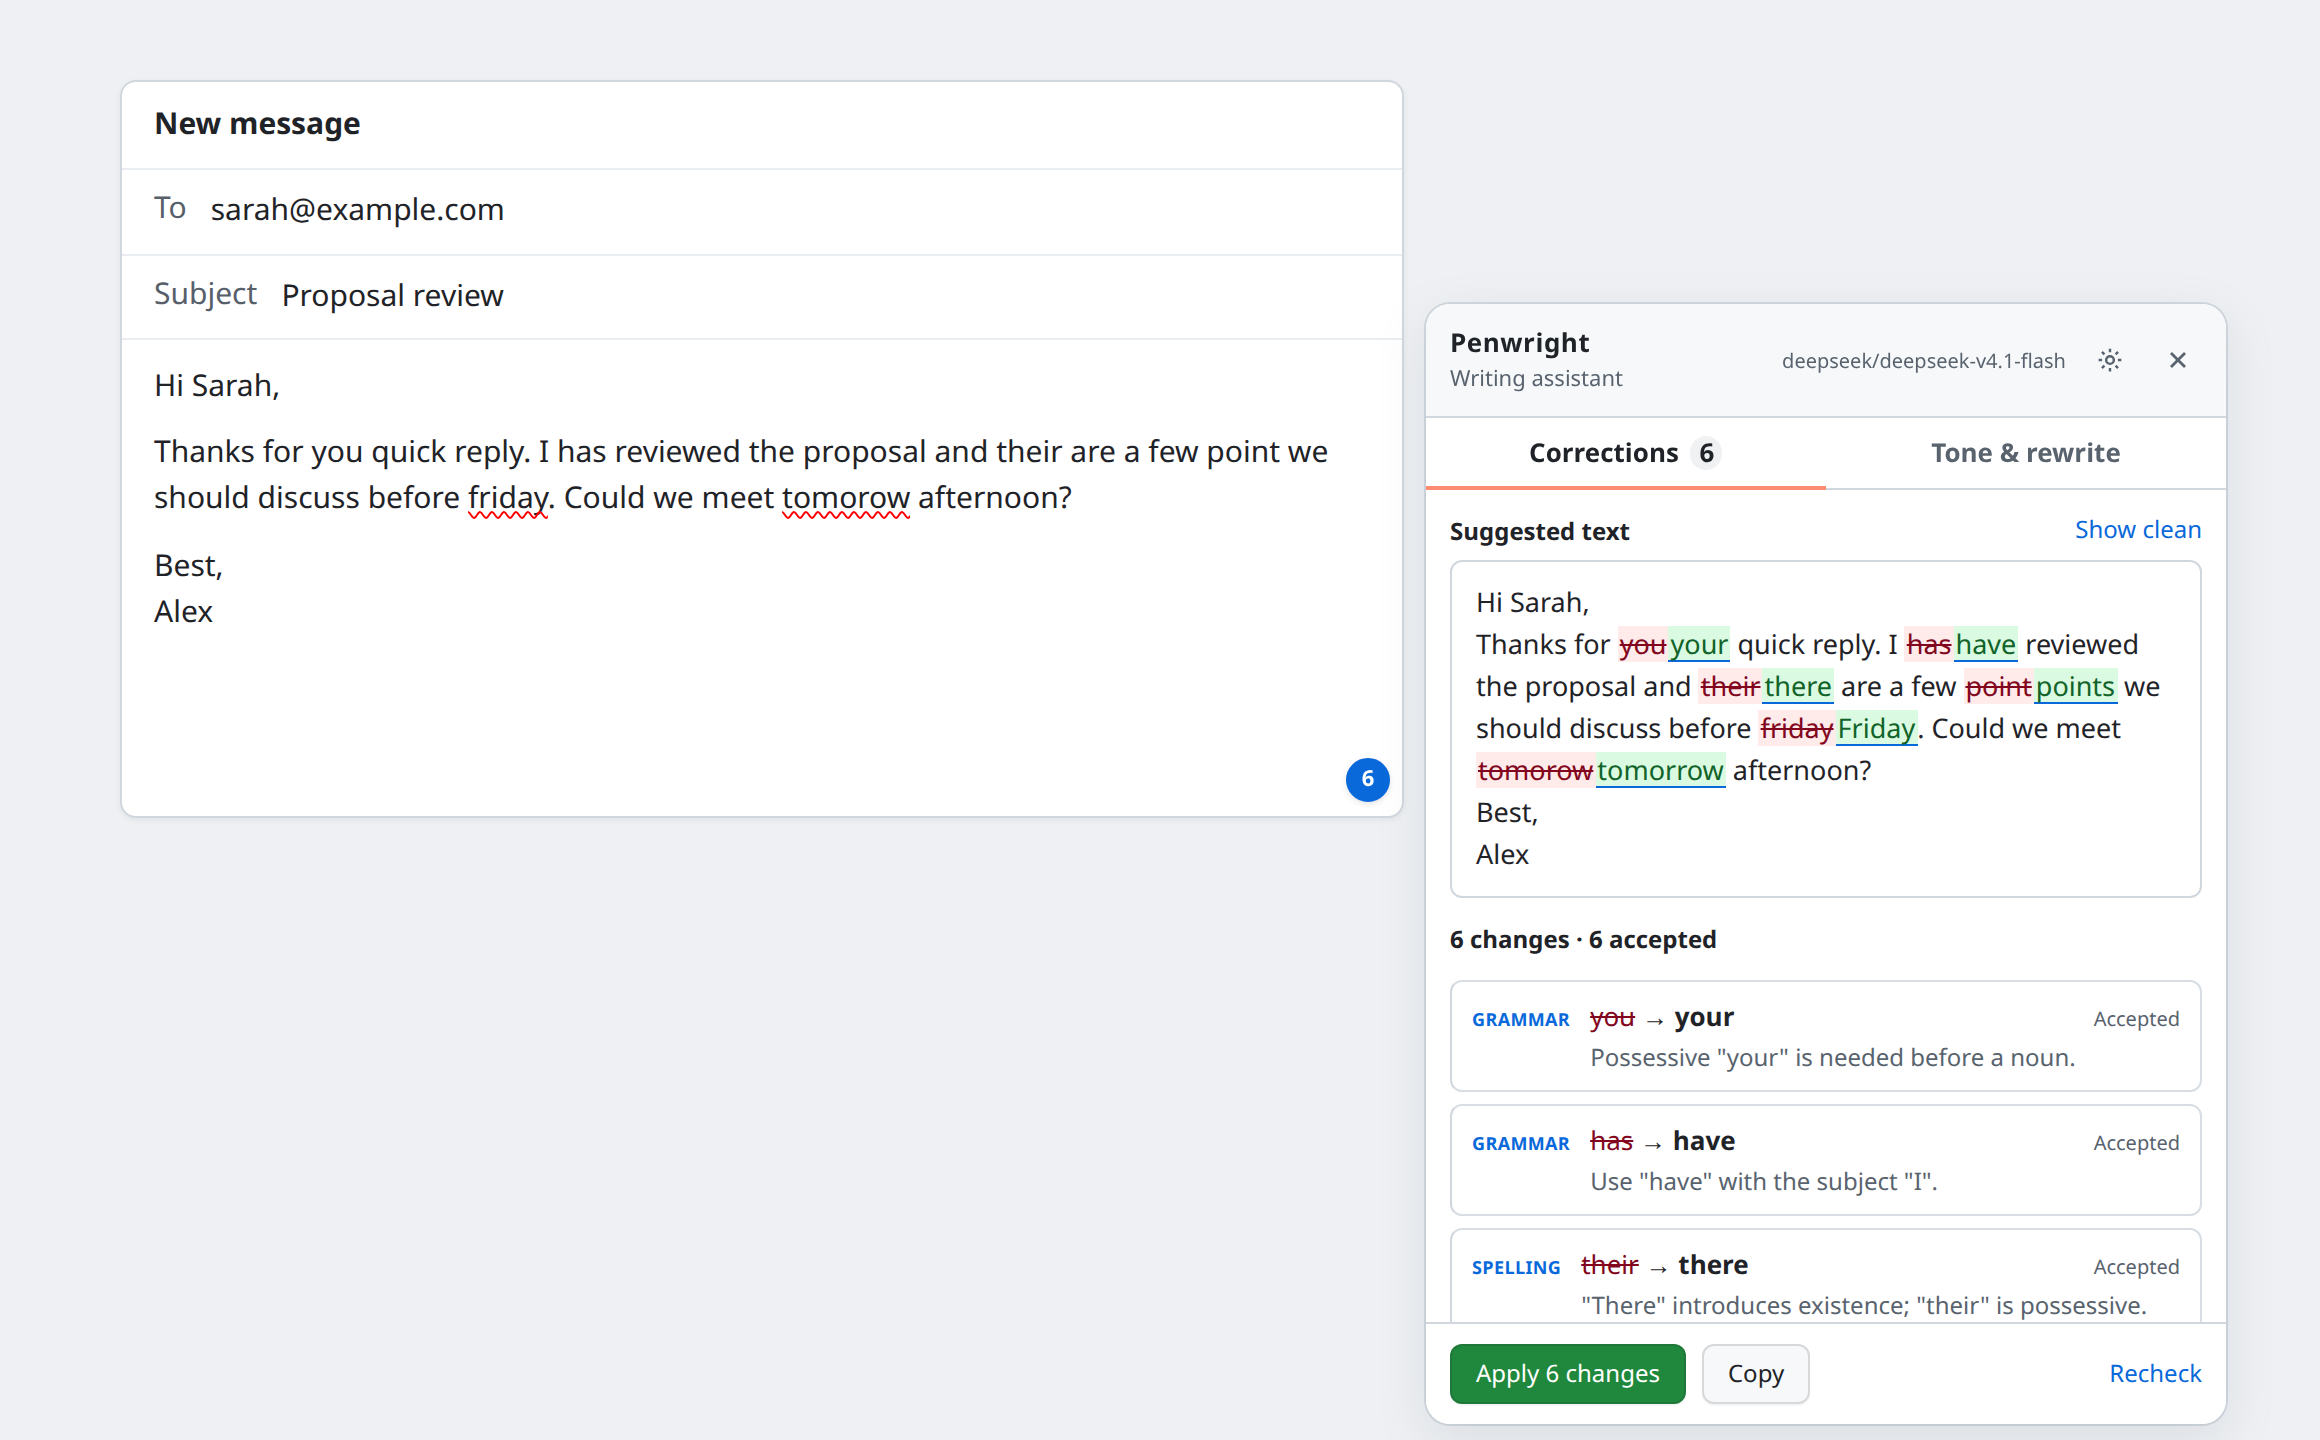 New message
To sarah@example.com
Subject Proposal review
Hi Sarah,
Thanks for you quick reply. I has reviewed the proposal and their are a few point we
should discuss before friday. Could we meet tomorow afternoon?
Best,
Alex
6
Penwright
Writing assistant
deepseek/deepseek-v4.1-flash
Corrections 6
Tone & rewrite
Suggested text
Show clean
Hi Sarah,
Thanks for you your quick reply. I has have reviewed
the proposal and their there are a few point points we
should discuss before friday Friday. Could we meet
tomorow tomorrow afternoon?
Best,
Alex
6 changes · 6 accepted
GRAMMAR you → your Accepted
Possessive "your" is needed before a noun.
GRAMMAR has → have Accepted
Use "have" with the subject "I".
SPELLING their → there Accepted
"There" introduces existence; "their" is possessive.
Apply 6 changes
Copy
Recheck